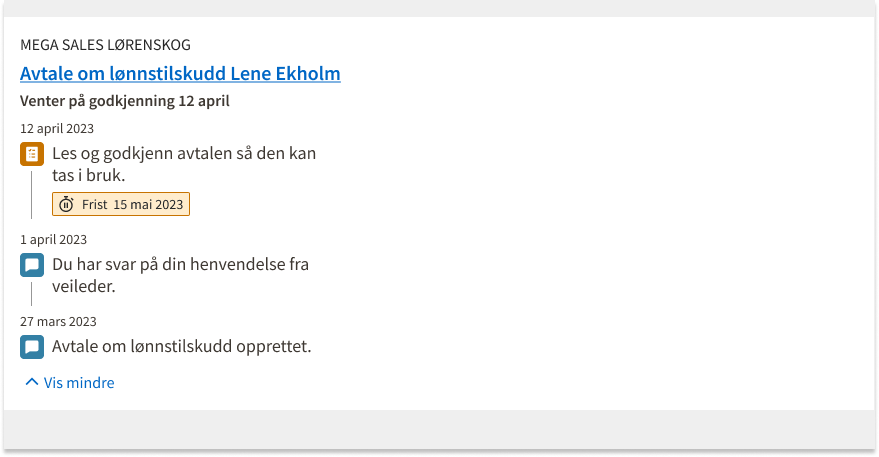 MEGA SALES LØRENSKOG
Avtale om lønnstilskudd Lene Ekholm
Venter på godkjenning 12 april
12 april 2023
Les og godkjenn avtalen så den kan
tas i bruk.
Frist 15 mai 2023
1 april 2023
Du har svar på din henvendelse fra
veileder.
27 mars 2023
Avtale om lønnstilskudd opprettet.
Vis mindre